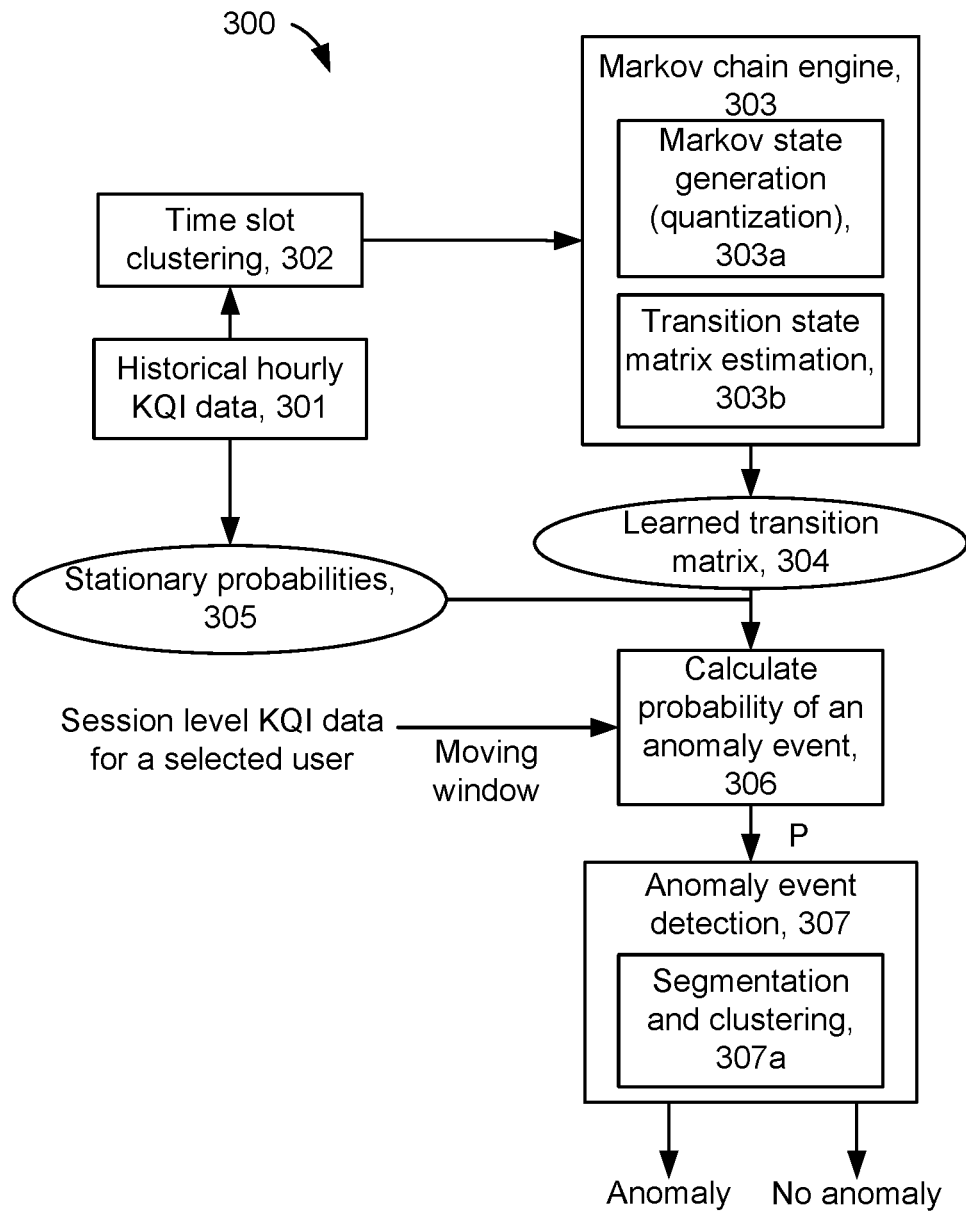 300
Markov chain engine,
303
Markov state
generation
(quantization),
303a
Time slot
clustering, 302
Transition state
matrix estimation,
303b
Historical hourly
KQI data, 301
Learned transition
matrix, 304
Stationary probabilities,
305
Calculate
probability of an
anomaly event,
306
Session level KQI data
for a selected user
Moving
window
P
Anomaly event
detection, 307
Segmentation
and clustering,
307a
Anomaly
No anomaly